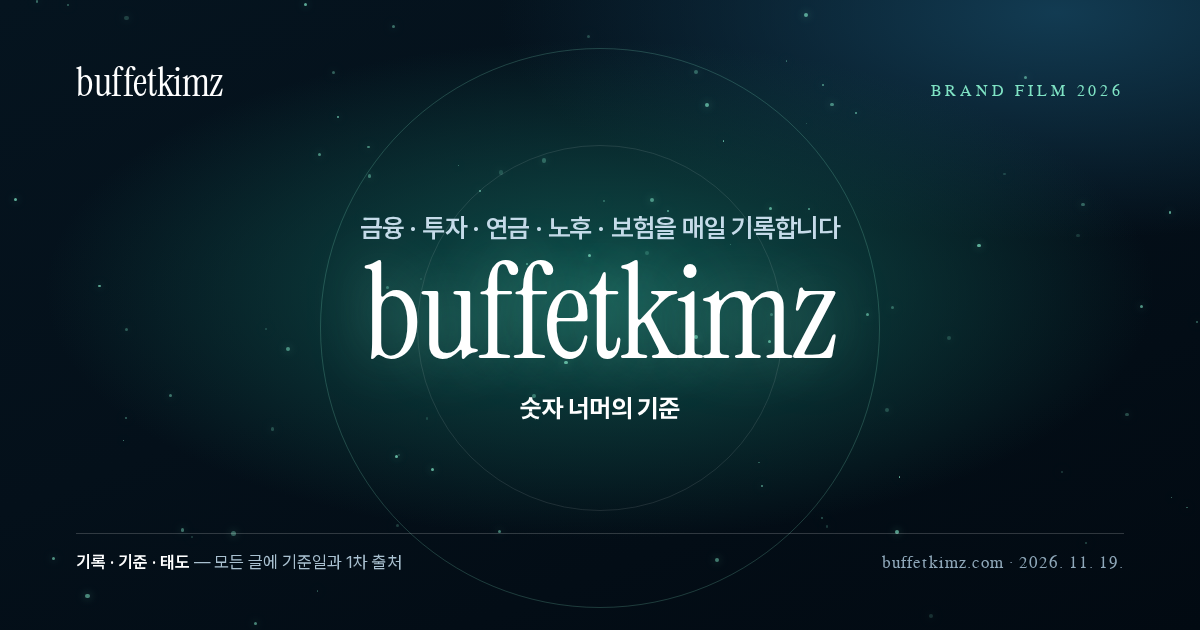 buffetkimz
BRAND FILM 2026
금융 · 투자 · 연금 · 노후 · 보험을 매일 기록합니다
buffetkimz
숫자 너머의 기준
기록 · 기준 · 태도 — 모든 글에 기준일과 1차 출처
buffetkimz.com · 2026. 11. 19.